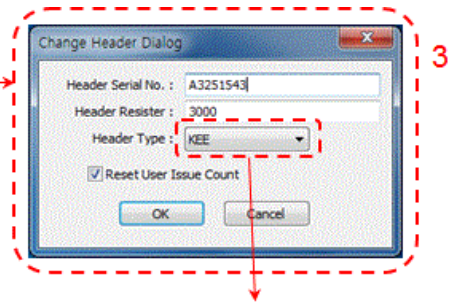 Change Header Dialog
3
Header Serial No. : A3251543
Header Resister : 3000
Header Type : KEE
Reset User Issue Count
OK Cancel